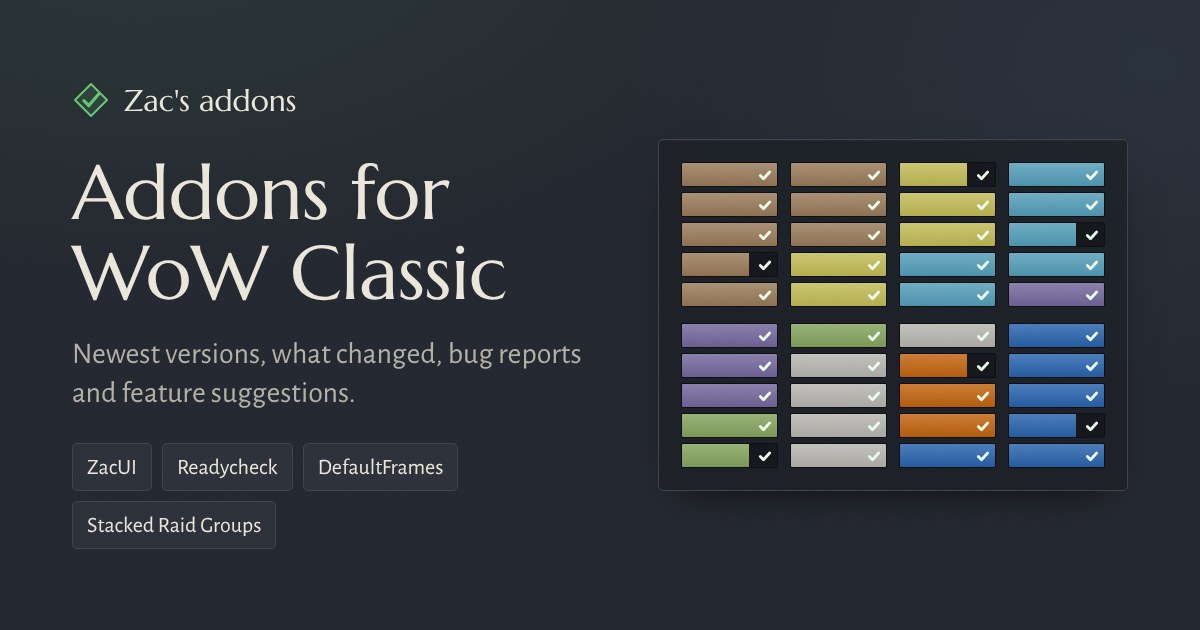 Zac's addons
Addons for
WoW Classic
Newest versions, what changed, bug reports
and feature suggestions.
ZacUI
Readycheck
DefaultFrames
Stacked Raid Groups